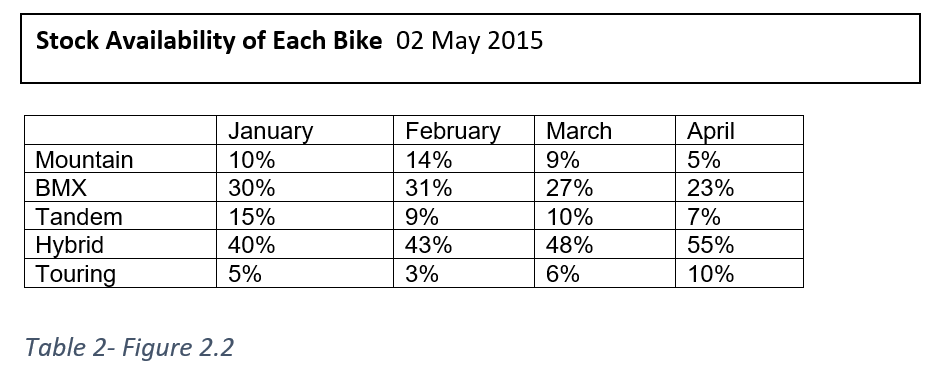 Stock Availability of Each Bike 02 May 2015
January February March April
Mountain 10% 14% 9% 5%
BMX 30% 31% 27% 23%
Tandem 15% 9% 10% 7%
Hybrid 40% 43% 48% 55%
Touring 5% 3% 6% 10%
Table 2- Figure 2.2